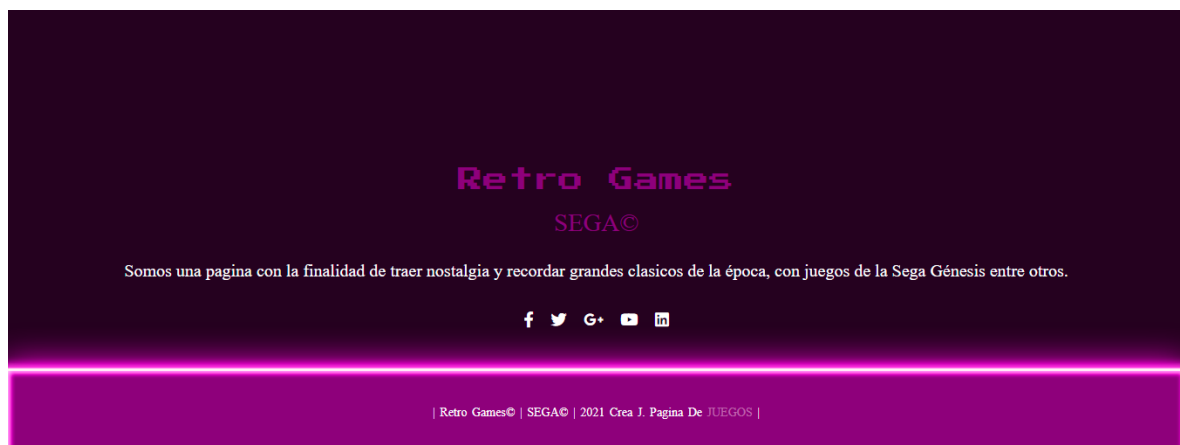 Retro Games
SEGA©
Somos una pagina con la finalidad de traer nostalgia y recordar grandes clasicos de la época, con juegos de la Sega Génesis entre otros.
| Retro Games© | SEGA© | 2021 Crea J. Pagina De JUEGOS |